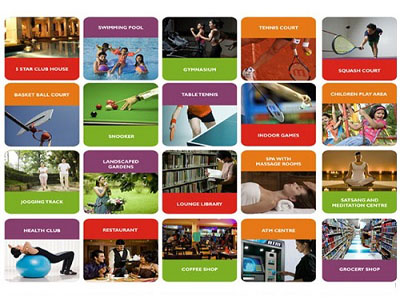 5 STAR CLUB HOUSE
SWIMMING POOL
GYMNASIUM
TENNIS COURT
SQUASH COURT
BASKET BALL COURT
SNOOKER
TABLE TENNIS
INDOOR GAMES
CHILDREN PLAY AREA
JOGGING TRACK
LANDSCAPED
GARDENS
LOUNGE LIBRARY
SPA WITH
MASSAGE ROOMS
SATSANG AND
MEDITATION CENTRE
HEALTH CLUB
RESTAURANT
COFFEE SHOP
ATM CENTRE
GROCERY SHOP